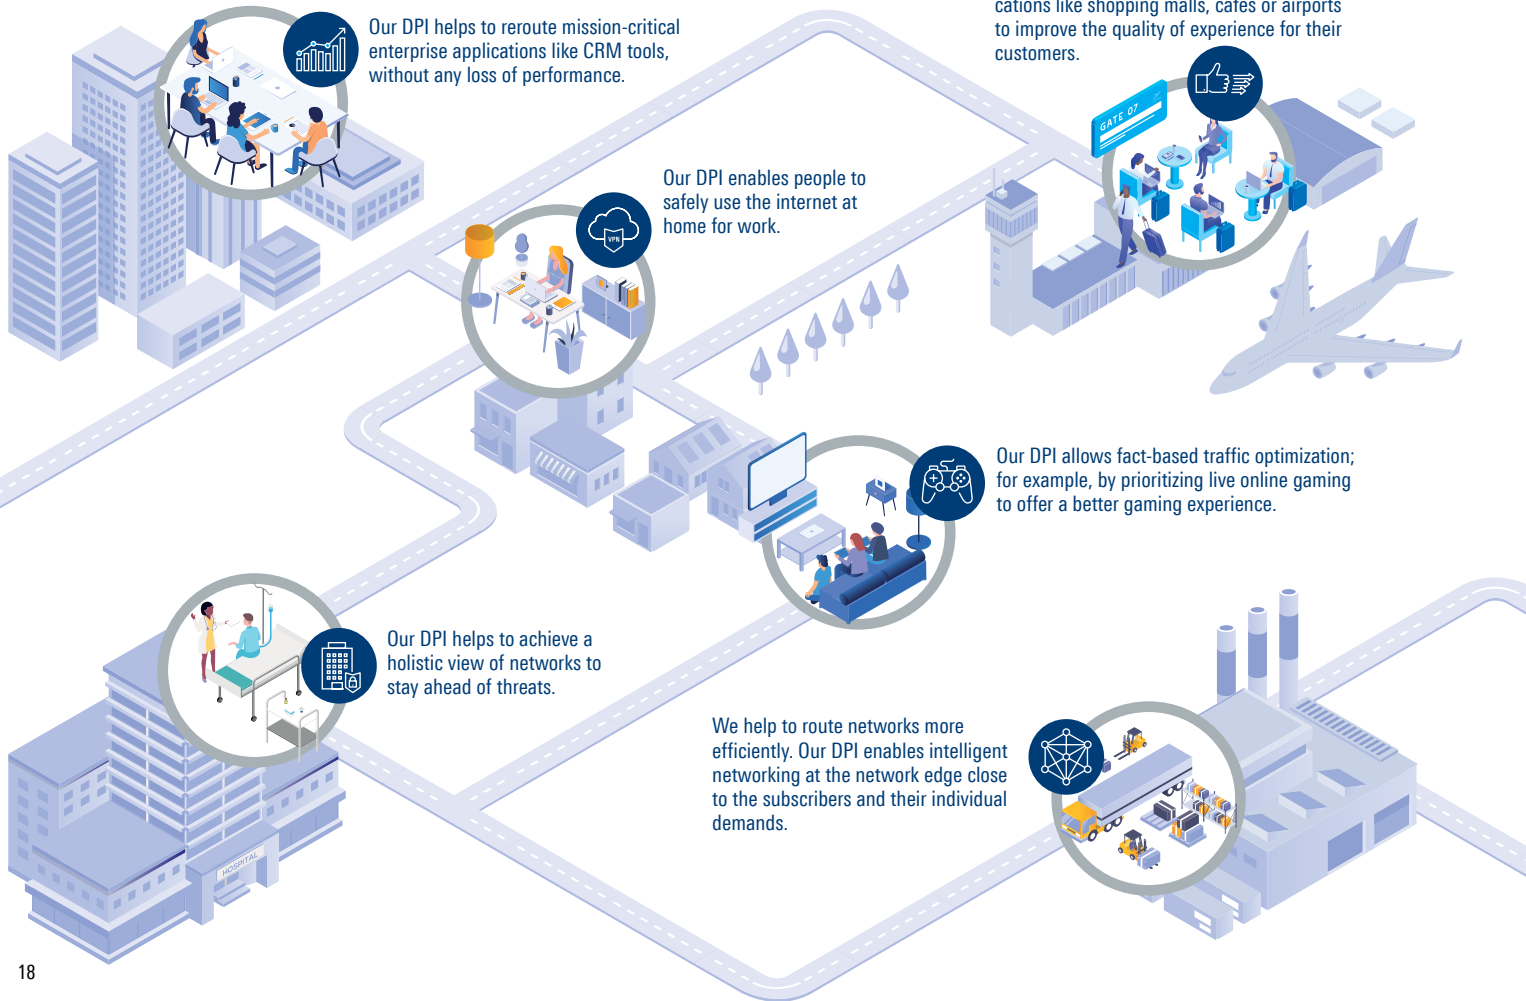 Our DPI helps to reroute mission-critical
enterprise applications like CRM tools,
without any loss of performance.
cations like shopping malls, cafés or airports
to improve the quality of experience for their
customers.
GATE 07
Our DPI enables people to
safely use the internet at
home for work.
VPN
Our DPI allows fact-based traffic optimization;
for example, by prioritizing live online gaming
to offer a better gaming experience.
Our DPI helps to achieve a
holistic view of networks to
stay ahead of threats.
We help to route networks more
efficiently. Our DPI enables intelligent
networking at the network edge close
to the subscribers and their individual
demands.
HOSPITAL
18